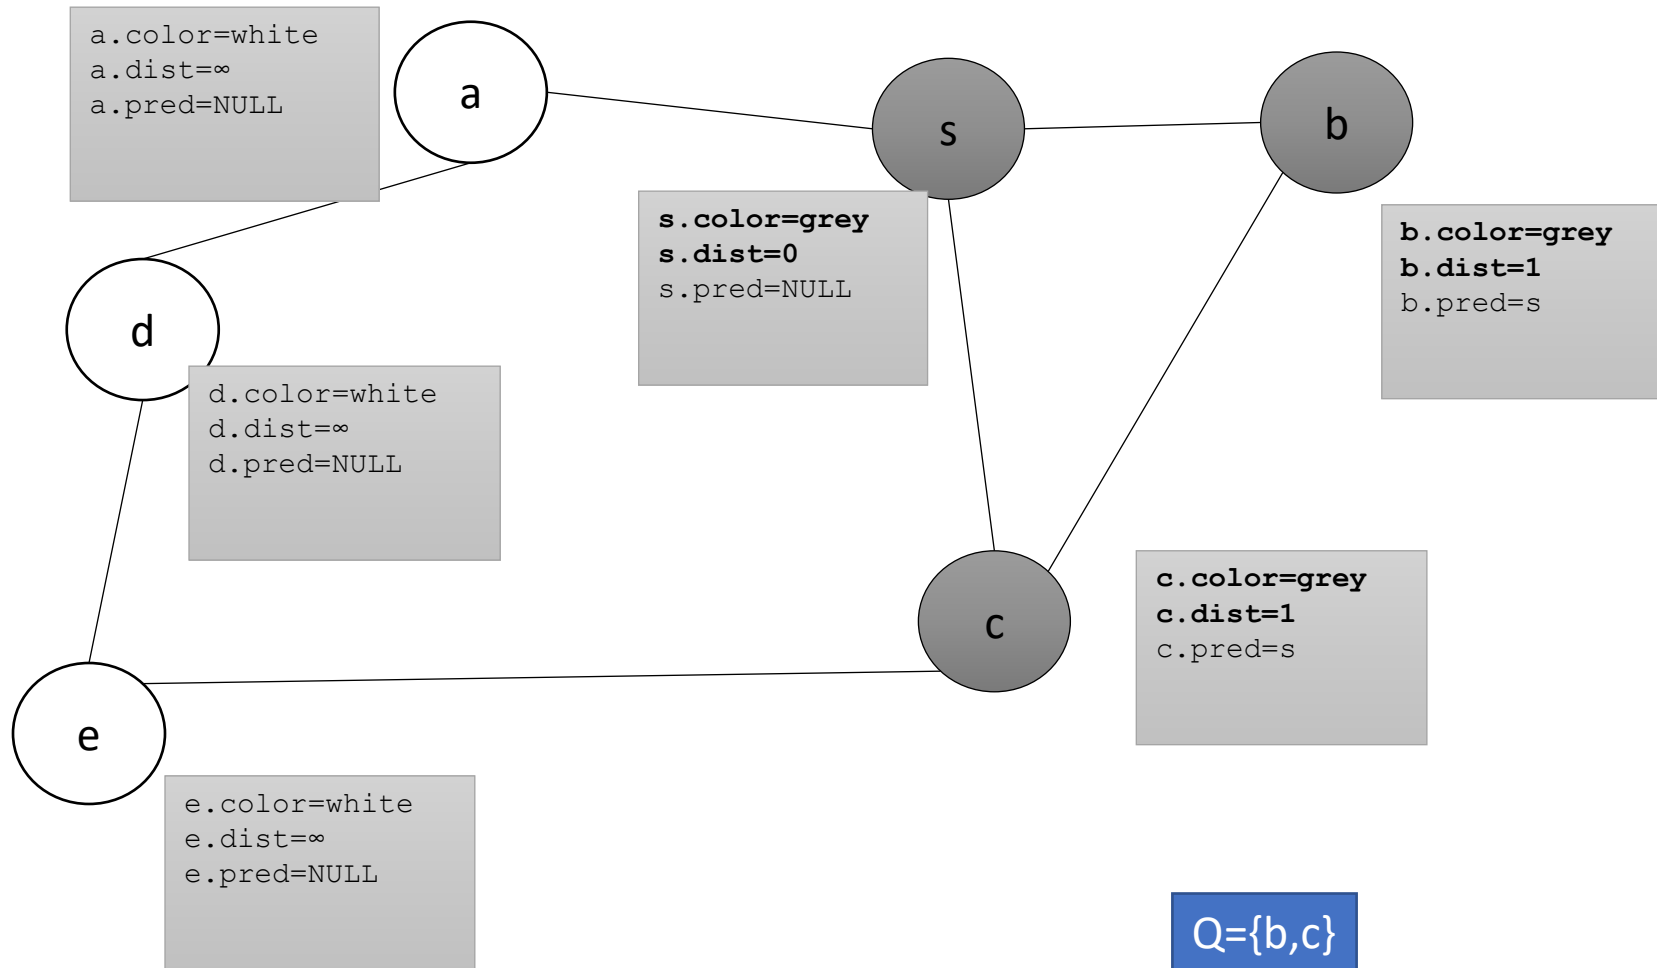 a.color=white
a.dist=∞
a.pred=NULL
a
s
b
s.color=grey
s.dist=0
s.pred=NULL
b.color=grey
b.dist=1
b.pred=s
d
d.color=white
d.dist=∞
d.pred=NULL
c
c.color=grey
c.dist=1
c.pred=s
e
e.color=white
e.dist=∞
e.pred=NULL
Q={b,c}